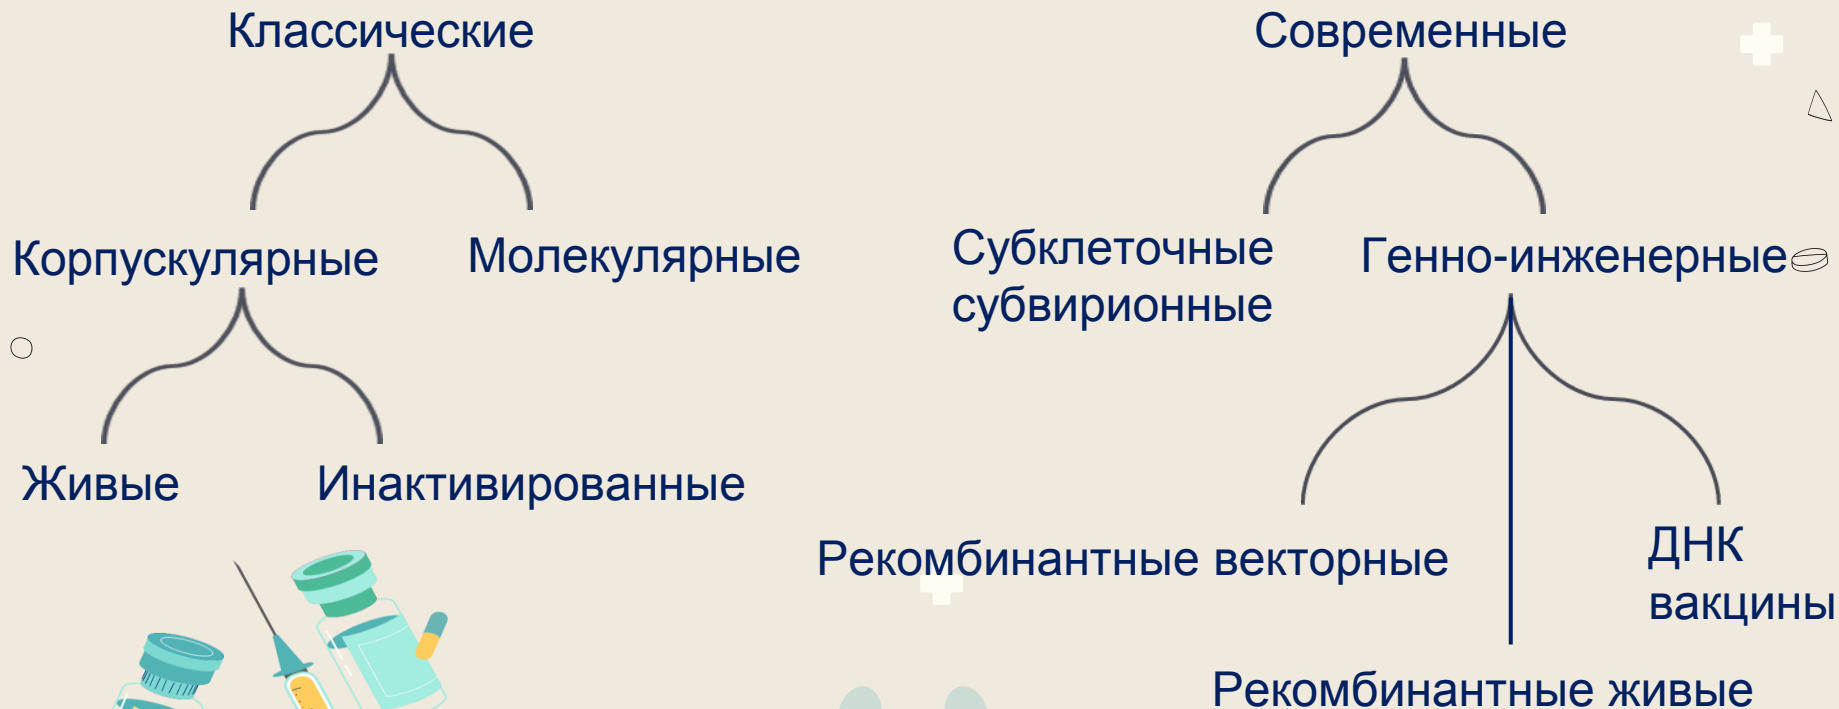 Классические
Современные
Корпускулярные
Молекулярные
Субклеточные
субвирионные
Генно-инженерные
Живые
Инактивированные
Рекомбинантные векторные
ДНК
вакцины
Рекомбинантные живые